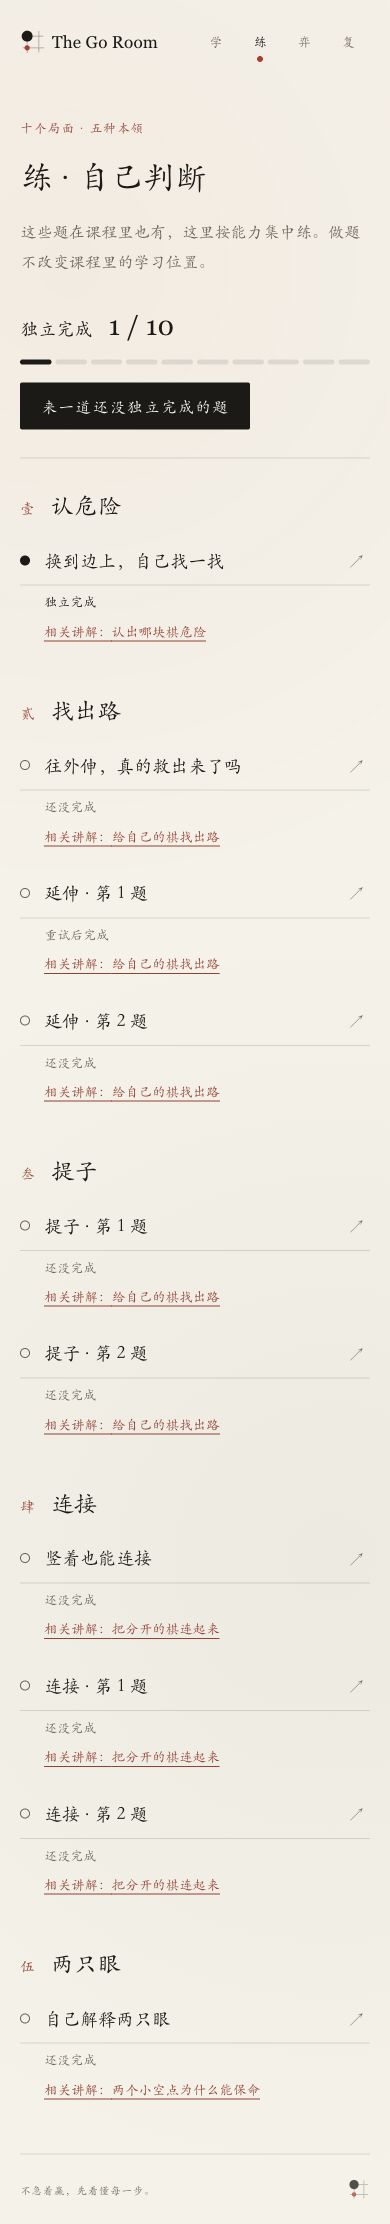 The Go Room
学 练 弈 复
十个局面 · 五种本领
练 · 自己判断
这些题在课程里也有，这里按能力集中练。做题
不改变课程里的学习位置。
独立完成 1 / 10
来一道还没独立完成的题
壹 认危险
换到边上，自己找一找 ↗
独立完成
相关讲解：认出哪块棋危险
贰 找出路
往外伸，真的救出来了吗 ↗
还没完成
相关讲解：给自己的棋找出路
延伸 · 第 1 题 ↗
重试后完成
相关讲解：给自己的棋找出路
延伸 · 第 2 题 ↗
还没完成
相关讲解：给自己的棋找出路
叁 提子
提子 · 第 1 题 ↗
还没完成
相关讲解：给自己的棋找出路
提子 · 第 2 题 ↗
还没完成
相关讲解：给自己的棋找出路
肆 连接
竖着也能连接 ↗
还没完成
相关讲解：把分开的棋连起来
连接 · 第 1 题 ↗
还没完成
相关讲解：把分开的棋连起来
连接 · 第 2 题 ↗
还没完成
相关讲解：把分开的棋连起来
伍 两只眼
自己解释两只眼 ↗
还没完成
相关讲解：两个小空点为什么能保命
不急着赢，先看懂每一步。